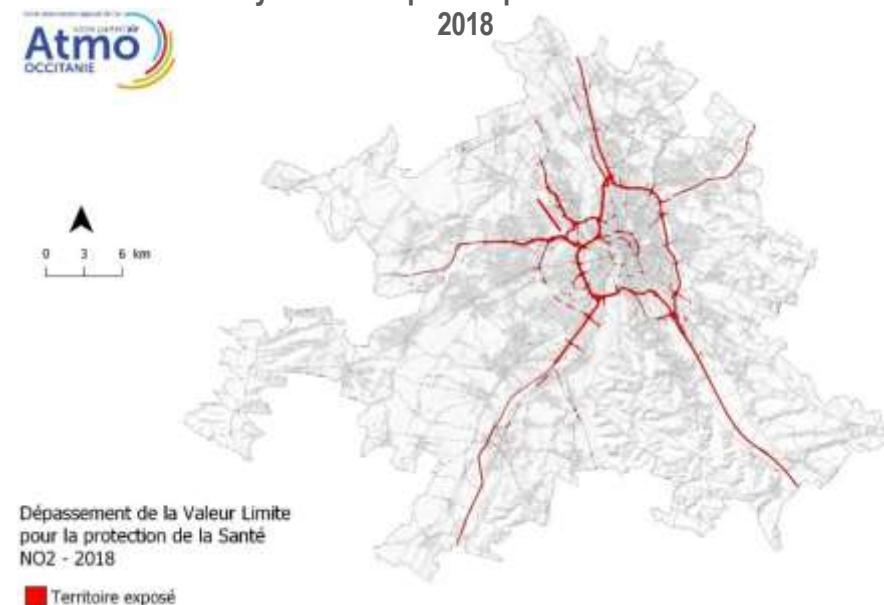 2018
Atmo
OCCITANIE
0 3 6 km
Dépassement de la Valeur Limite
pour la protection de la Santé
NO2 - 2018
Territoire exposé